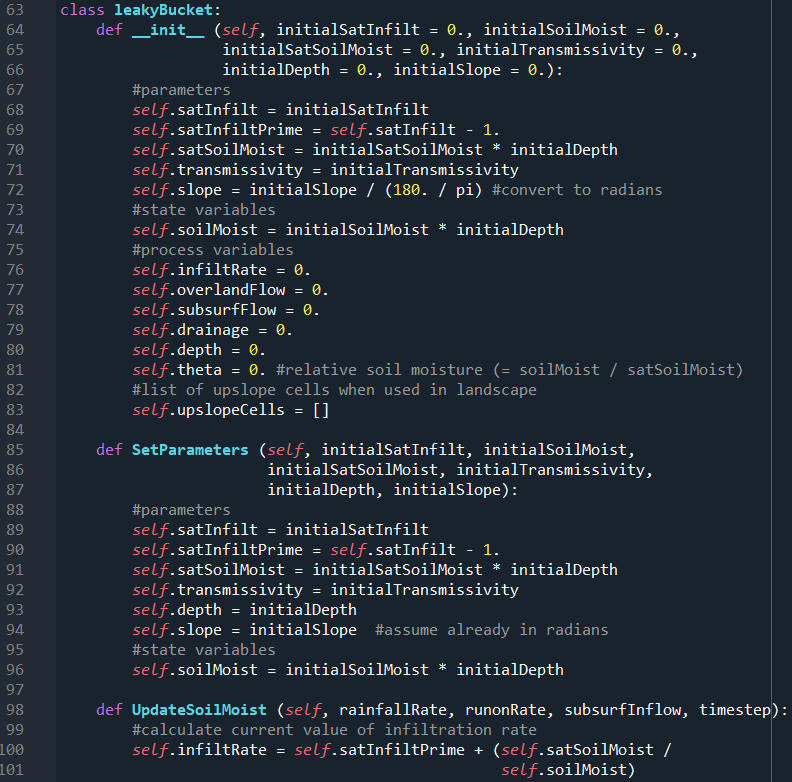 63 class leakyBucket:
64     def __init__ (self, initialSatInfilt = 0., initialSoilMoist = 0.,
65                   initialSatSoilMoist = 0., initialTransmissivity = 0.,
66                   initialDepth = 0., initialSlope = 0.):
67         #parameters
68         self.satInfilt = initialSatInfilt
69         self.satInfiltPrime = self.satInfilt - 1.
70         self.satSoilMoist = initialSatSoilMoist * initialDepth
71         self.transmissivity = initialTransmissivity
72         self.slope = initialSlope / (180. / pi) #convert to radians
73         #state variables
74         self.soilMoist = initialSoilMoist * initialDepth
75         #process variables
76         self.infiltRate = 0.
77         self.overlandFlow = 0.
78         self.subsurfFlow = 0.
79         self.drainage = 0.
80         self.depth = 0.
81         self.theta = 0. #relative soil moisture (= soilMoist / satSoilMoist)
82         #list of upslope cells when used in landscape
83         self.upslopeCells = []
84
85     def SetParameters (self, initialSatInfilt, initialSoilMoist,
86                        initialSatSoilMoist, initialTransmissivity,
87                        initialDepth, initialSlope):
88         #parameters
89         self.satInfilt = initialSatInfilt
90         self.satInfiltPrime = self.satInfilt - 1.
91         self.satSoilMoist = initialSatSoilMoist * initialDepth
92         self.transmissivity = initialTransmissivity
93         self.depth = initialDepth
94         self.slope = initialSlope  #assume already in radians
95         #state variables
96         self.soilMoist = initialSoilMoist * initialDepth
97
98     def UpdateSoilMoist (self, rainfallRate, runonRate, subsurfInflow, timestep):
99         #calculate current value of infiltration rate
100         self.infiltRate = self.satInfiltPrime + (self.satSoilMoist /
101                                                  self.soilMoist)